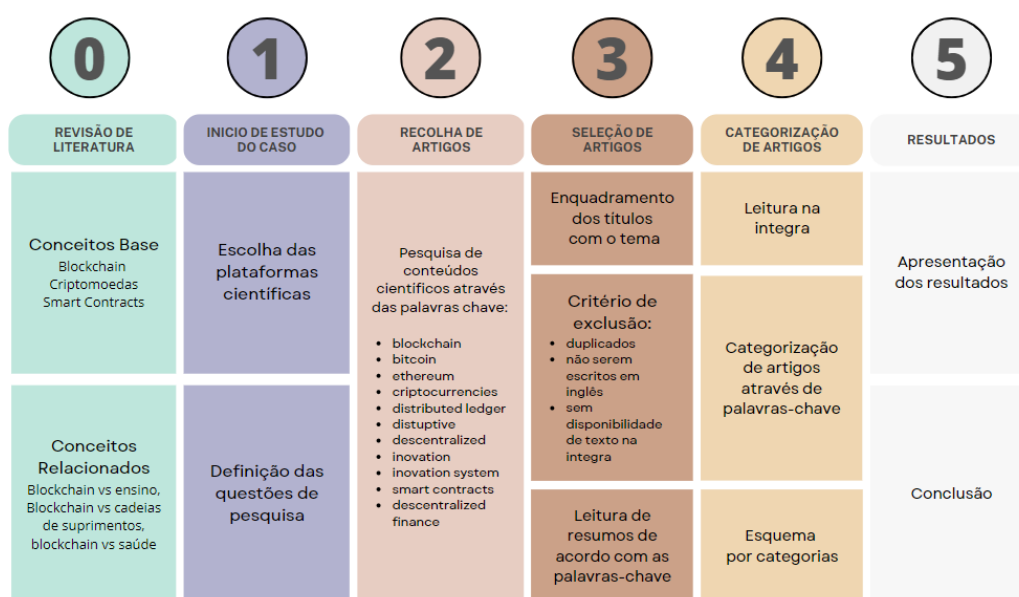 0
1
2
3
4
5
REVISÃO DE
LITERATURA
INICIO DE ESTUDO
DO CASO
RECOLHA DE
ARTIGOS
SELEÇÃO DE
ARTIGOS
CATEGORIZAÇÃO
DE ARTIGOS
RESULTADOS
Conceitos Base
Blockchain
Criptomoedas
Smart Contracts
Conceitos
Relacionados
Blockchain vs ensino,
Blockchain vs cadeias
de suprimentos,
blockchain vs saúde
Escolha das
plataformas
científicas
Definição das
questões de
pesquisa
Pesquisa de
conteúdos
científicos através
das palavras chave:
• blockchain
• bitcoin
• ethereum
• criptocurrencies
• distributed ledger
• distuptive
• descentralized
• inovation
• inovation system
• smart contracts
• descentralized
finance
Enquadramento
dos titulos
com o tema
Critério de
exclusão:
• duplicados
• não serem
escritos em
inglês
• sem
disponibilidade
de texto na
integra
Leitura de
resumos de
acordo com as
palavras-chave
Leitura na
integra
Categorização
de artigos
através de
palavras-chave
Esquema
por categorias
Apresentação
dos resultados
Conclusão